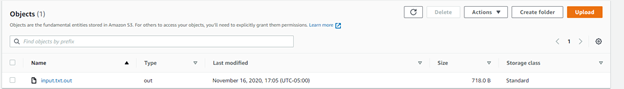 Objects (1)
Delete Actions Create folder Upload
Objects are the fundamental entities stored in Amazon S3. For others to access your objects, you'll need to explicitly grant them permissions. Learn more
Find objects by prefix
1
Name Type Last modified Size Storage class
input.txt.out out November 16, 2020, 17:05 (UTC-05:00) 718.0 B Standard